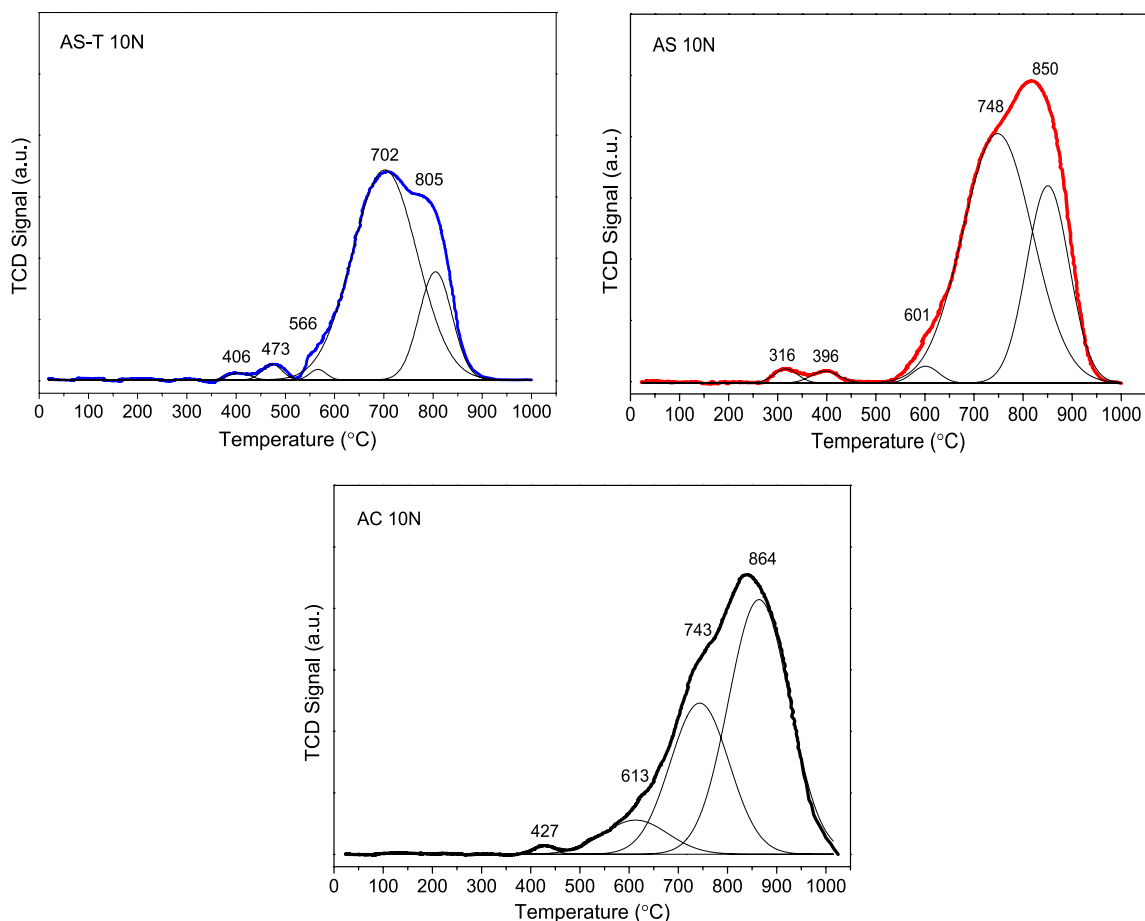 AS-T 10N
702
805
566
406
473
TCD Signal (a.u.)
0 100 200 300 400 500 600 700 800 900 1000
Temperature (°C)
AS 10N
850
748
601
316
396
TCD Signal (a.u.)
0 100 200 300 400 500 600 700 800 900 1000
Temperature (°C)
AC 10N
864
743
613
427
TCD Signal (a.u.)
0 100 200 300 400 500 600 700 800 900 1000
Temperature (°C)